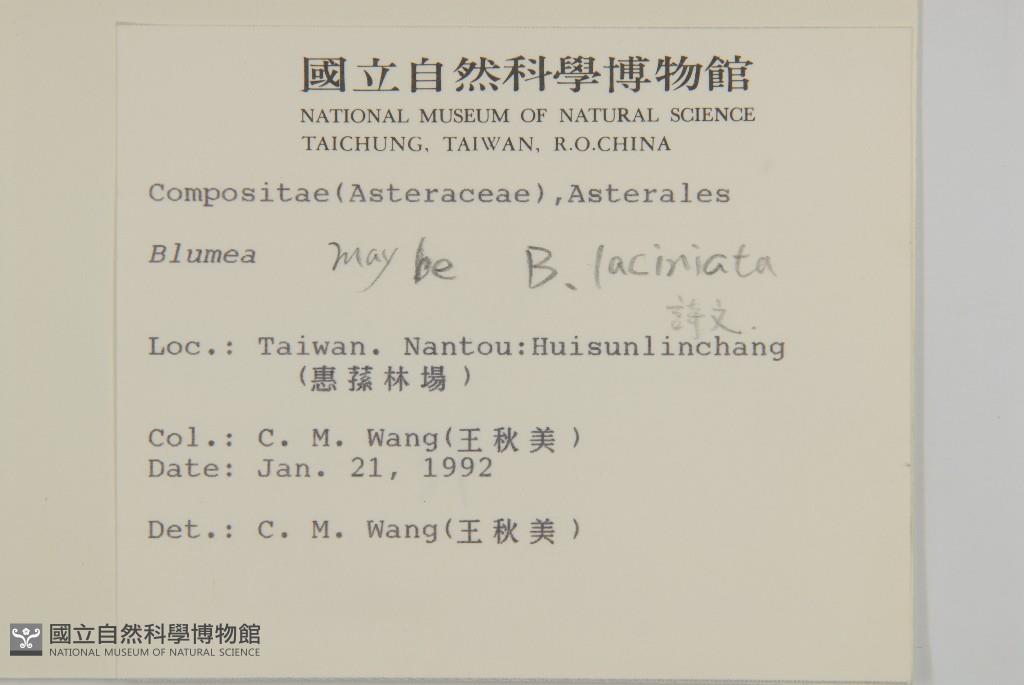 國立自然科學博物館
NATIONAL MUSEUM OF NATURAL SCIENCE
TAICHUNG, TAIWAN, R.O.CHINA
Compositae(Asteraceae),Asterales
Blumea may be B. laciniata
詩文.
Loc.: Taiwan. Nantou:Huisunlinchang
(惠蓀林場)
Col.: C. M. Wang(王秋美)
Date: Jan. 21, 1992
Det.: C. M. Wang(王秋美)
國立自然科學博物館
NATIONAL MUSEUM OF NATURAL SCIENCE